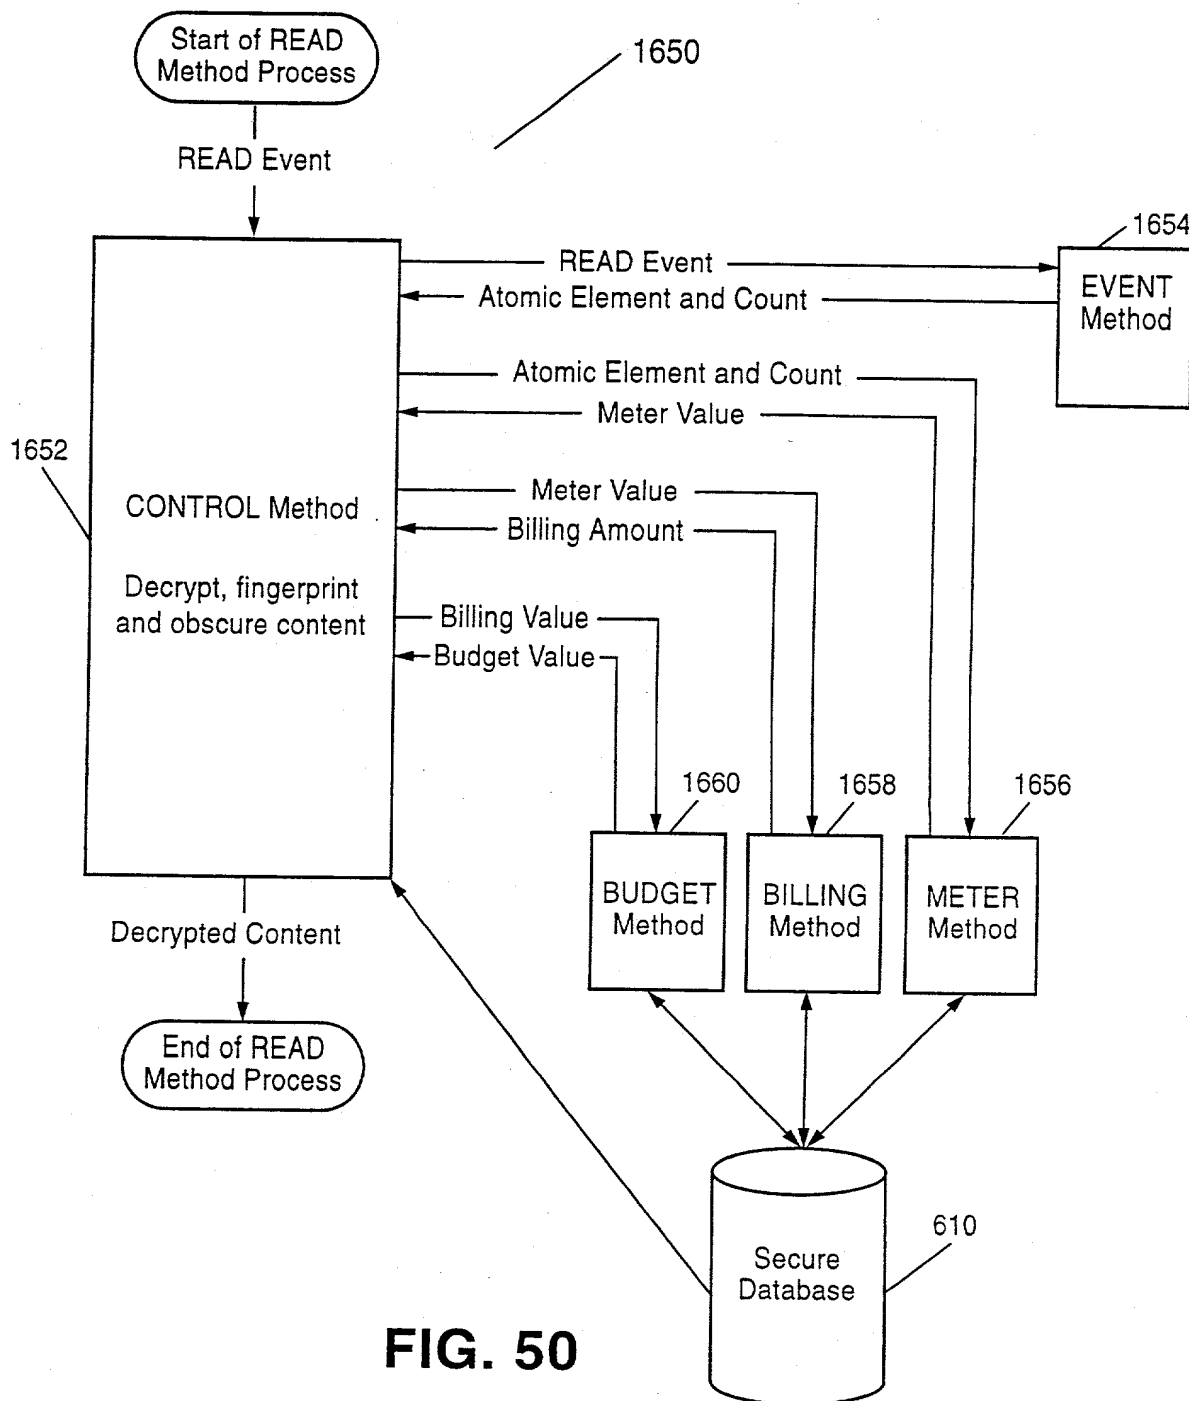 Start of READ
Method Process
1650
READ Event
1654
READ Event
Atomic Element and Count
EVENT
Method
Atomic Element and Count
Meter Value
1652
CONTROL Method
Decrypt, fingerprint
and obscure content
Meter Value
Billing Amount
Billing Value
Budget Value
1660
1658
1656
BUDGET
Method
BILLING
Method
METER
Method
Decrypted Content
End of READ
Method Process
610
Secure
Database
FIG. 50